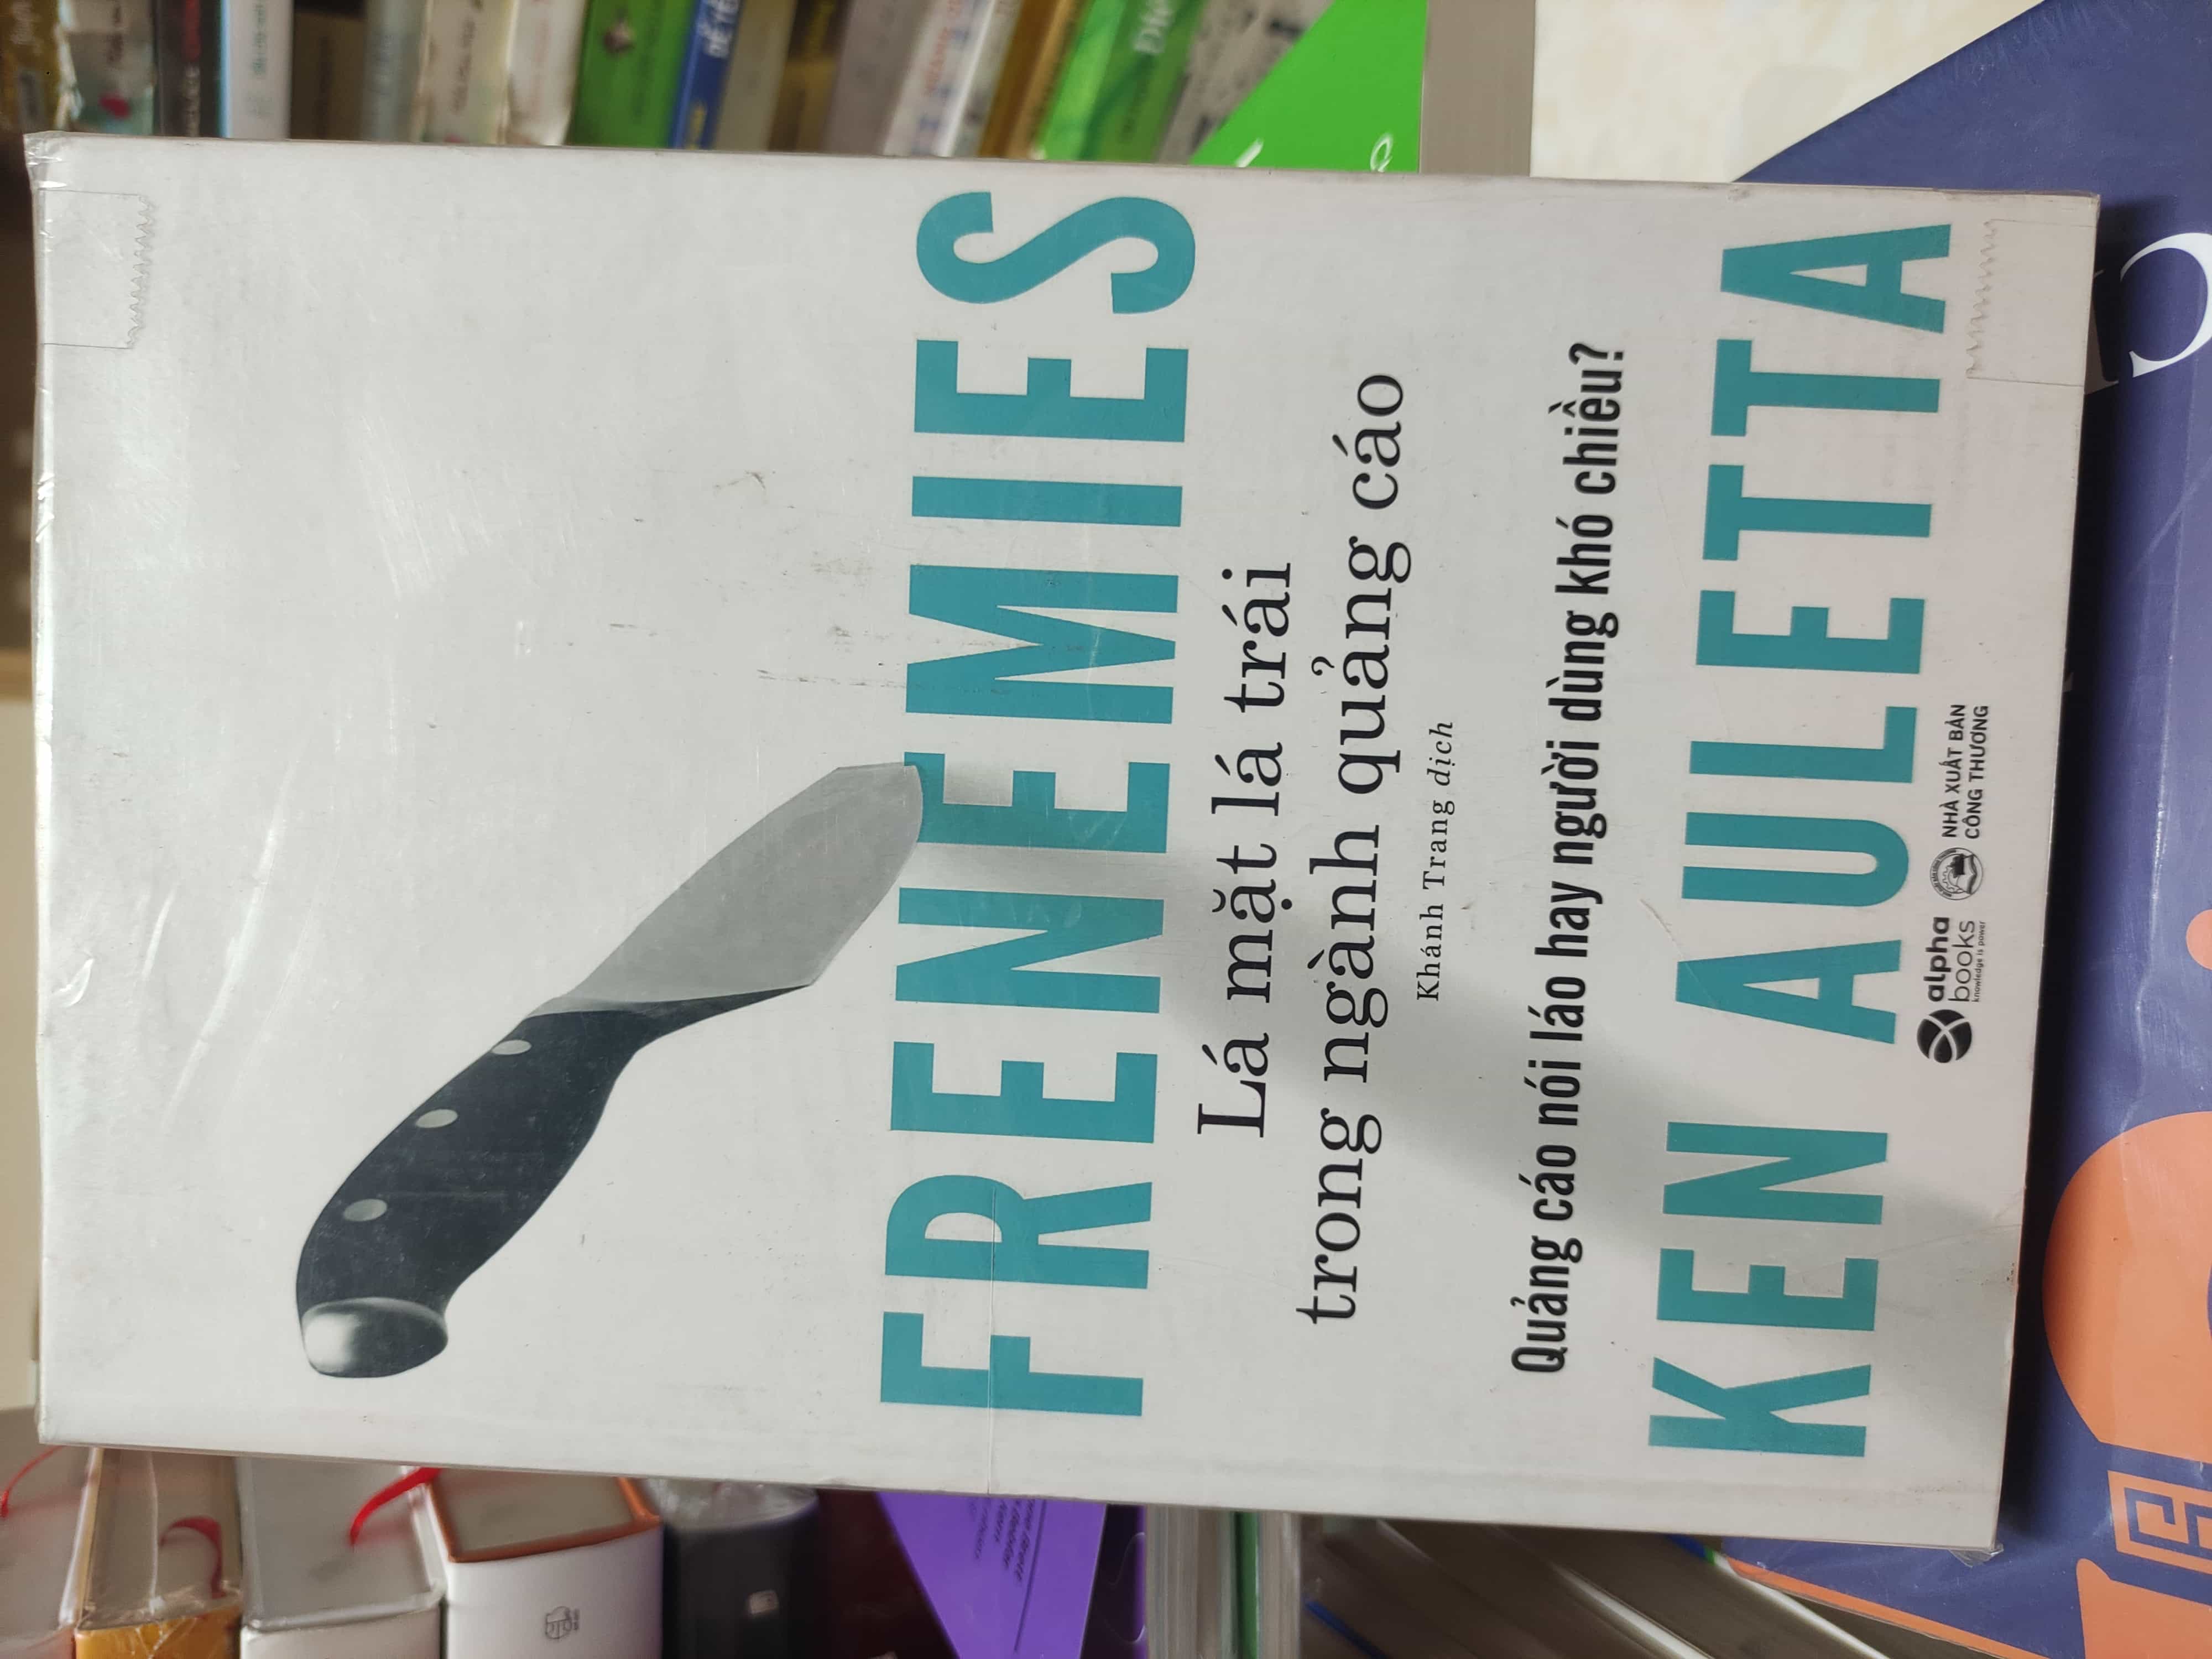 FRENEMIES
Lá mặt lá trái
trong ngành quảng cáo
Khánh Trang dịch
Quảng cáo nói láo hay người dùng khó chiều?
KEN AULETTA
alpha
books
knowledge is power
NHÀ XUẤT BẢN
CÔNG THƯƠNG